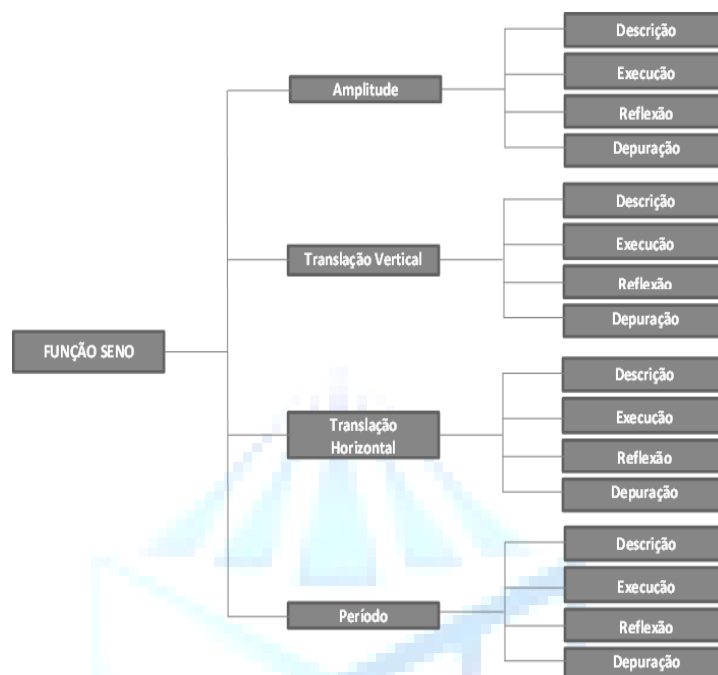 FUNÇÃO SENO
Amplitude
Descrição
Execução
Reflexão
Depuração
Translação Vertical
Descrição
Execução
Reflexão
Depuração
Translação
Horizontal
Descrição
Execução
Reflexão
Depuração
Período
Descrição
Execução
Reflexão
Depuração